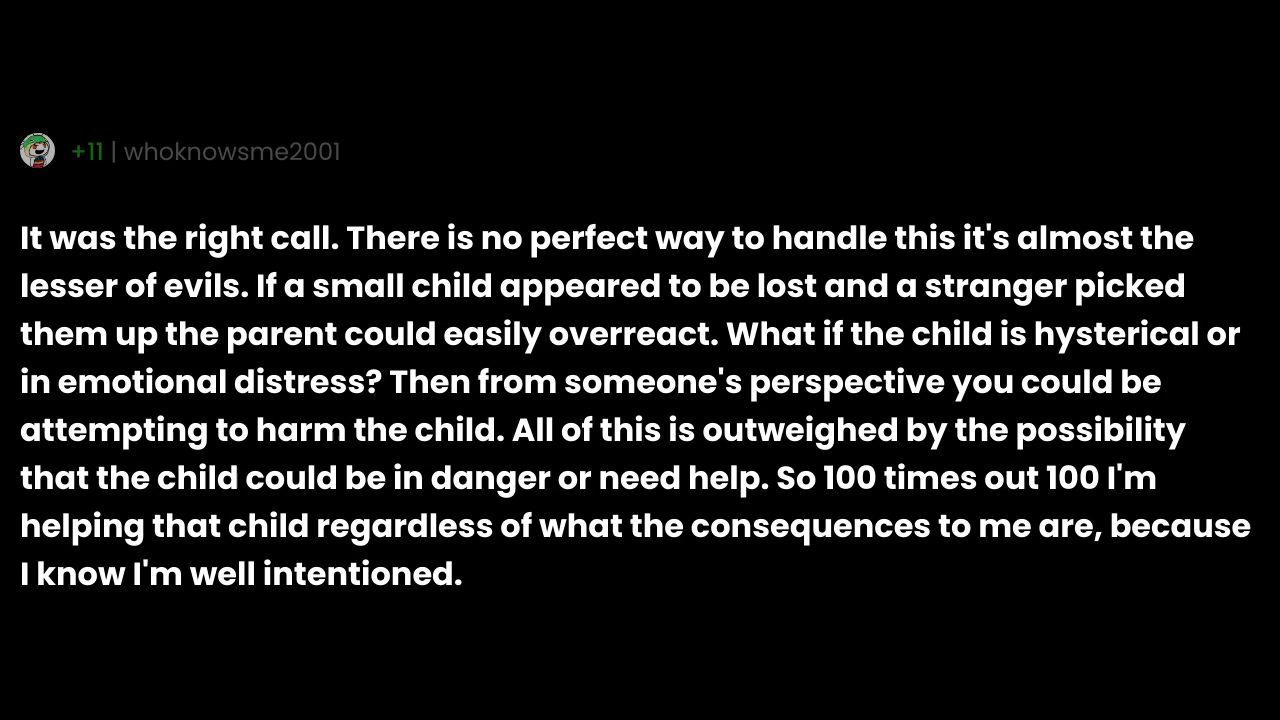 +11 | whoknowsme2001
It was the right call. There is no perfect way to handle this it's almost the
lesser of evils. If a small child appeared to be lost and a stranger picked
them up the parent could easily overreact. What if the child is hysterical or
in emotional distress? Then from someone's perspective you could be
attempting to harm the child. All of this is outweighed by the possibility
that the child could be in danger or need help. So 100 times out 100 I'm
helping that child regardless of what the consequences to me are, because
I know I'm well intentioned.